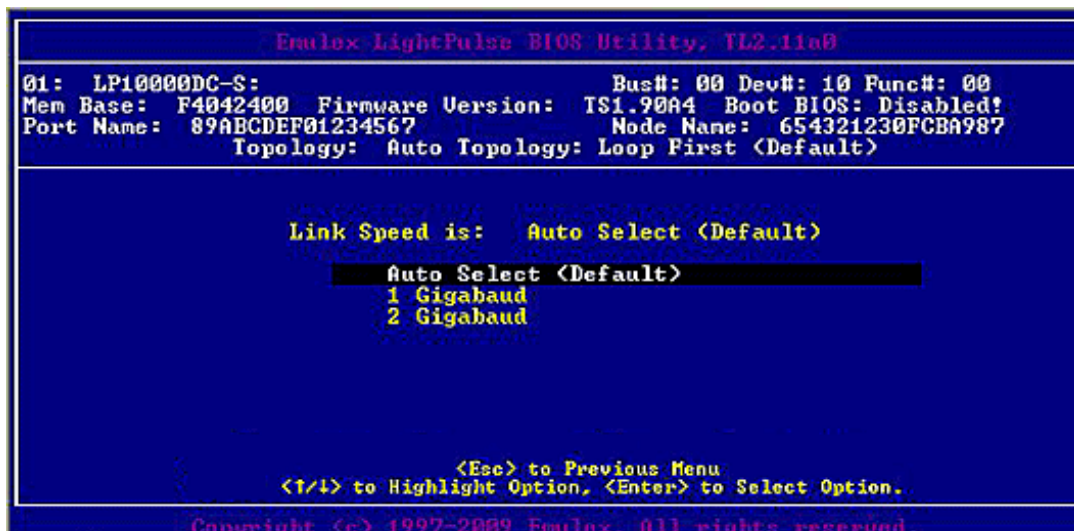 Emulex LightPulse BIOS Utility, TL2.11a0
01: LP10000DC-S: Bus#: 00 Dev#: 10 Func#: 00
Mem Base: F4042400 Firmware Version: TS1.90A4 Boot BIOS: Disabled!
Port Name: 89ABCDEF01234567 Node Name: 654321230FCBA987
Topology: Auto Topology: Loop First <Default>
Link Speed is: Auto Select <Default>
Auto Select <Default>
1 Gigabaud
2 Gigabaud
<Esc> to Previous Menu
<↑/↓> to Highlight Option, <Enter> to Select Option.
Copyright <c> 1997-2009 Emulex. All rights reserved.